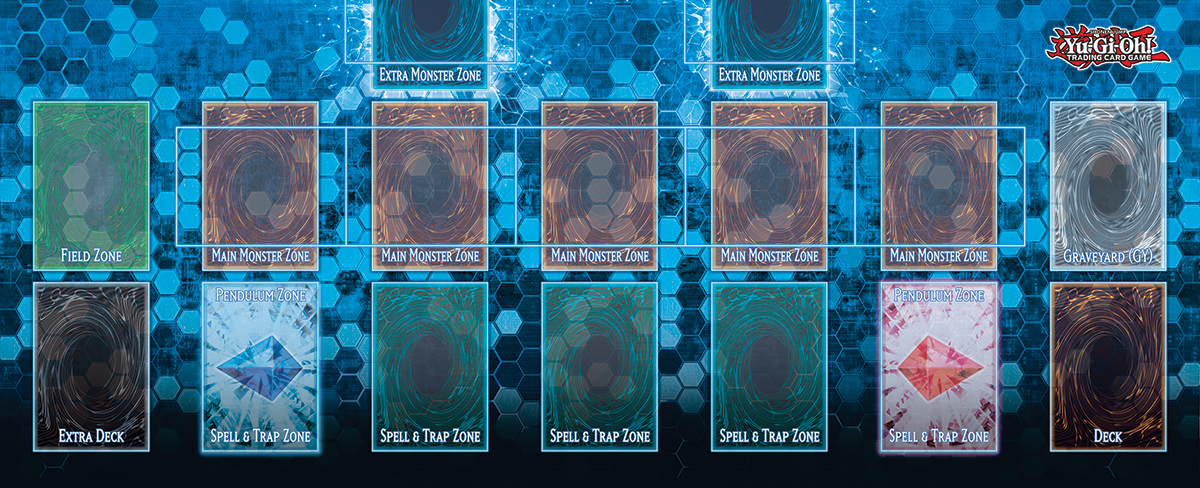 EXTRA MONSTER ZONE
EXTRA MONSTER ZONE
Yu-Gi-Oh!
TRADING CARD GAME
FIELD ZONE
MAIN MONSTER ZONE
MAIN MONSTER ZONE
MAIN MONSTER ZONE
MAIN MONSTER ZONE
MAIN MONSTER ZONE
GRAVEYARD (GY)
EXTRA DECK
PENDULUM ZONE
SPELL & TRAP ZONE
SPELL & TRAP ZONE
SPELL & TRAP ZONE
SPELL & TRAP ZONE
PENDULUM ZONE
SPELL & TRAP ZONE
DECK